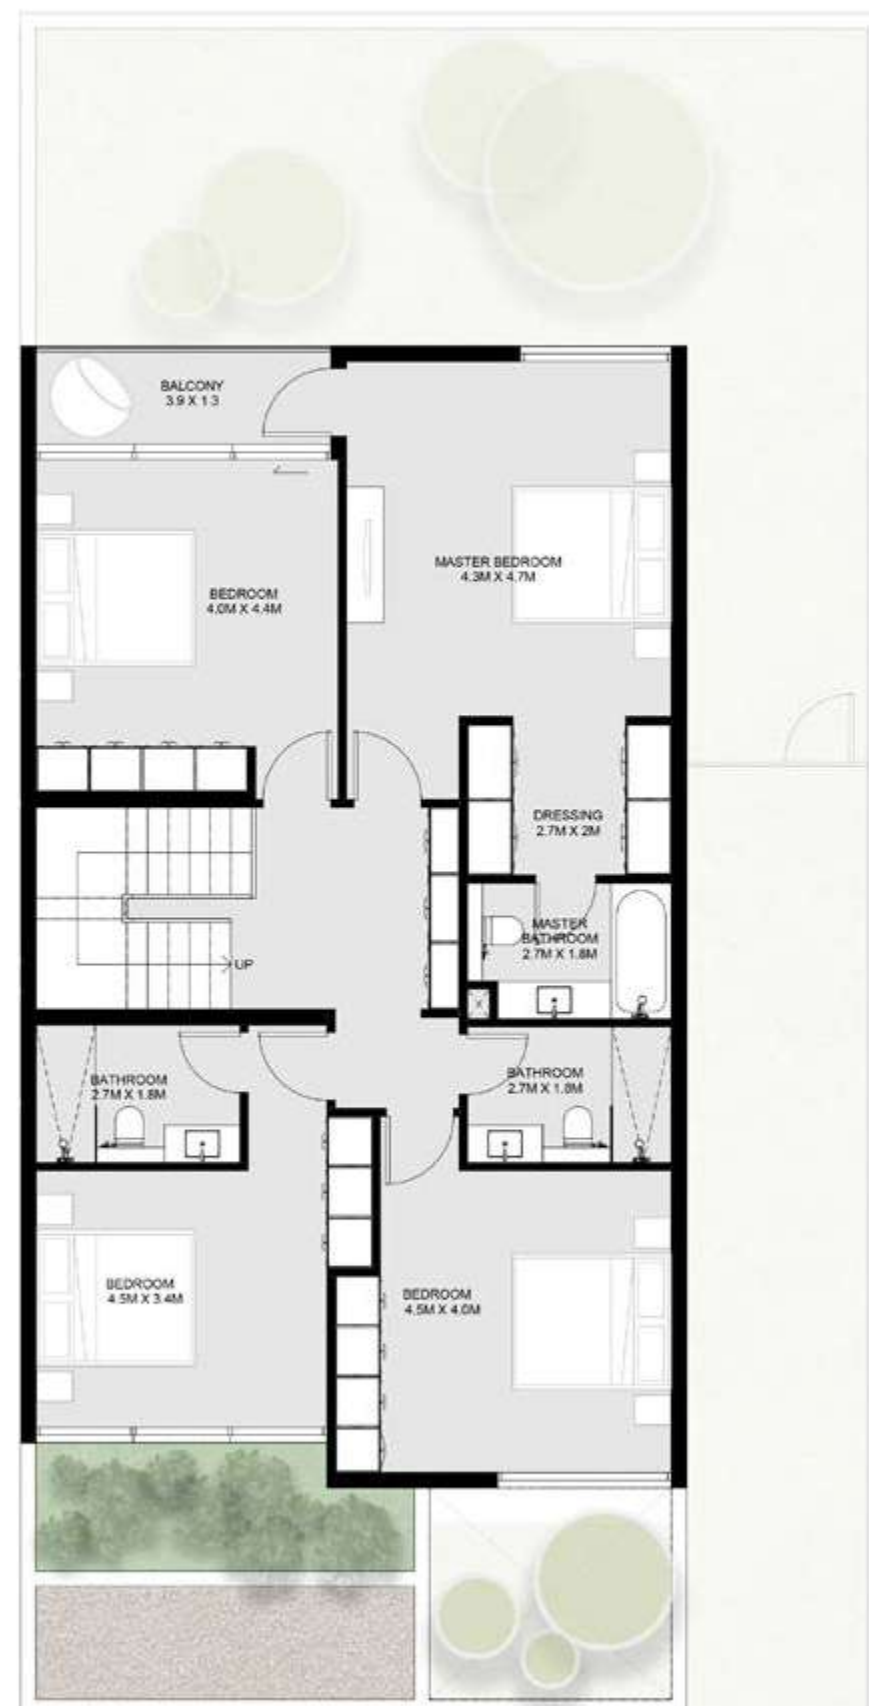 BALCONY
3.9 X 1.3
MASTER BEDROOM
4.3M X 4.7M
BEDROOM
4.0M X 4.4M
DRESSING
2.7M X 2M
MASTER
BATHROOM
2.7M X 1.8M
UP
X
BATHROOM
2.7M X 1.8M
BATHROOM
2.7M X 1.8M
BEDROOM
4.5M X 3.4M
BEDROOM
4.5M X 4.0M